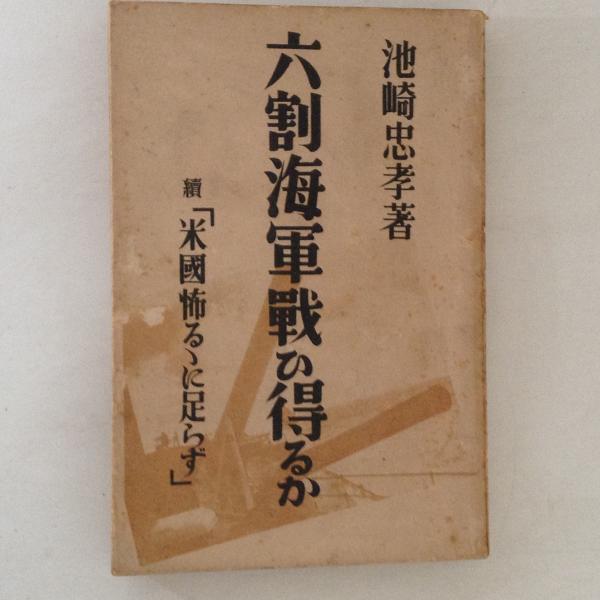 池崎忠孝著
六割海軍戰ひ得るか
續「米國怖るゝに足らず」